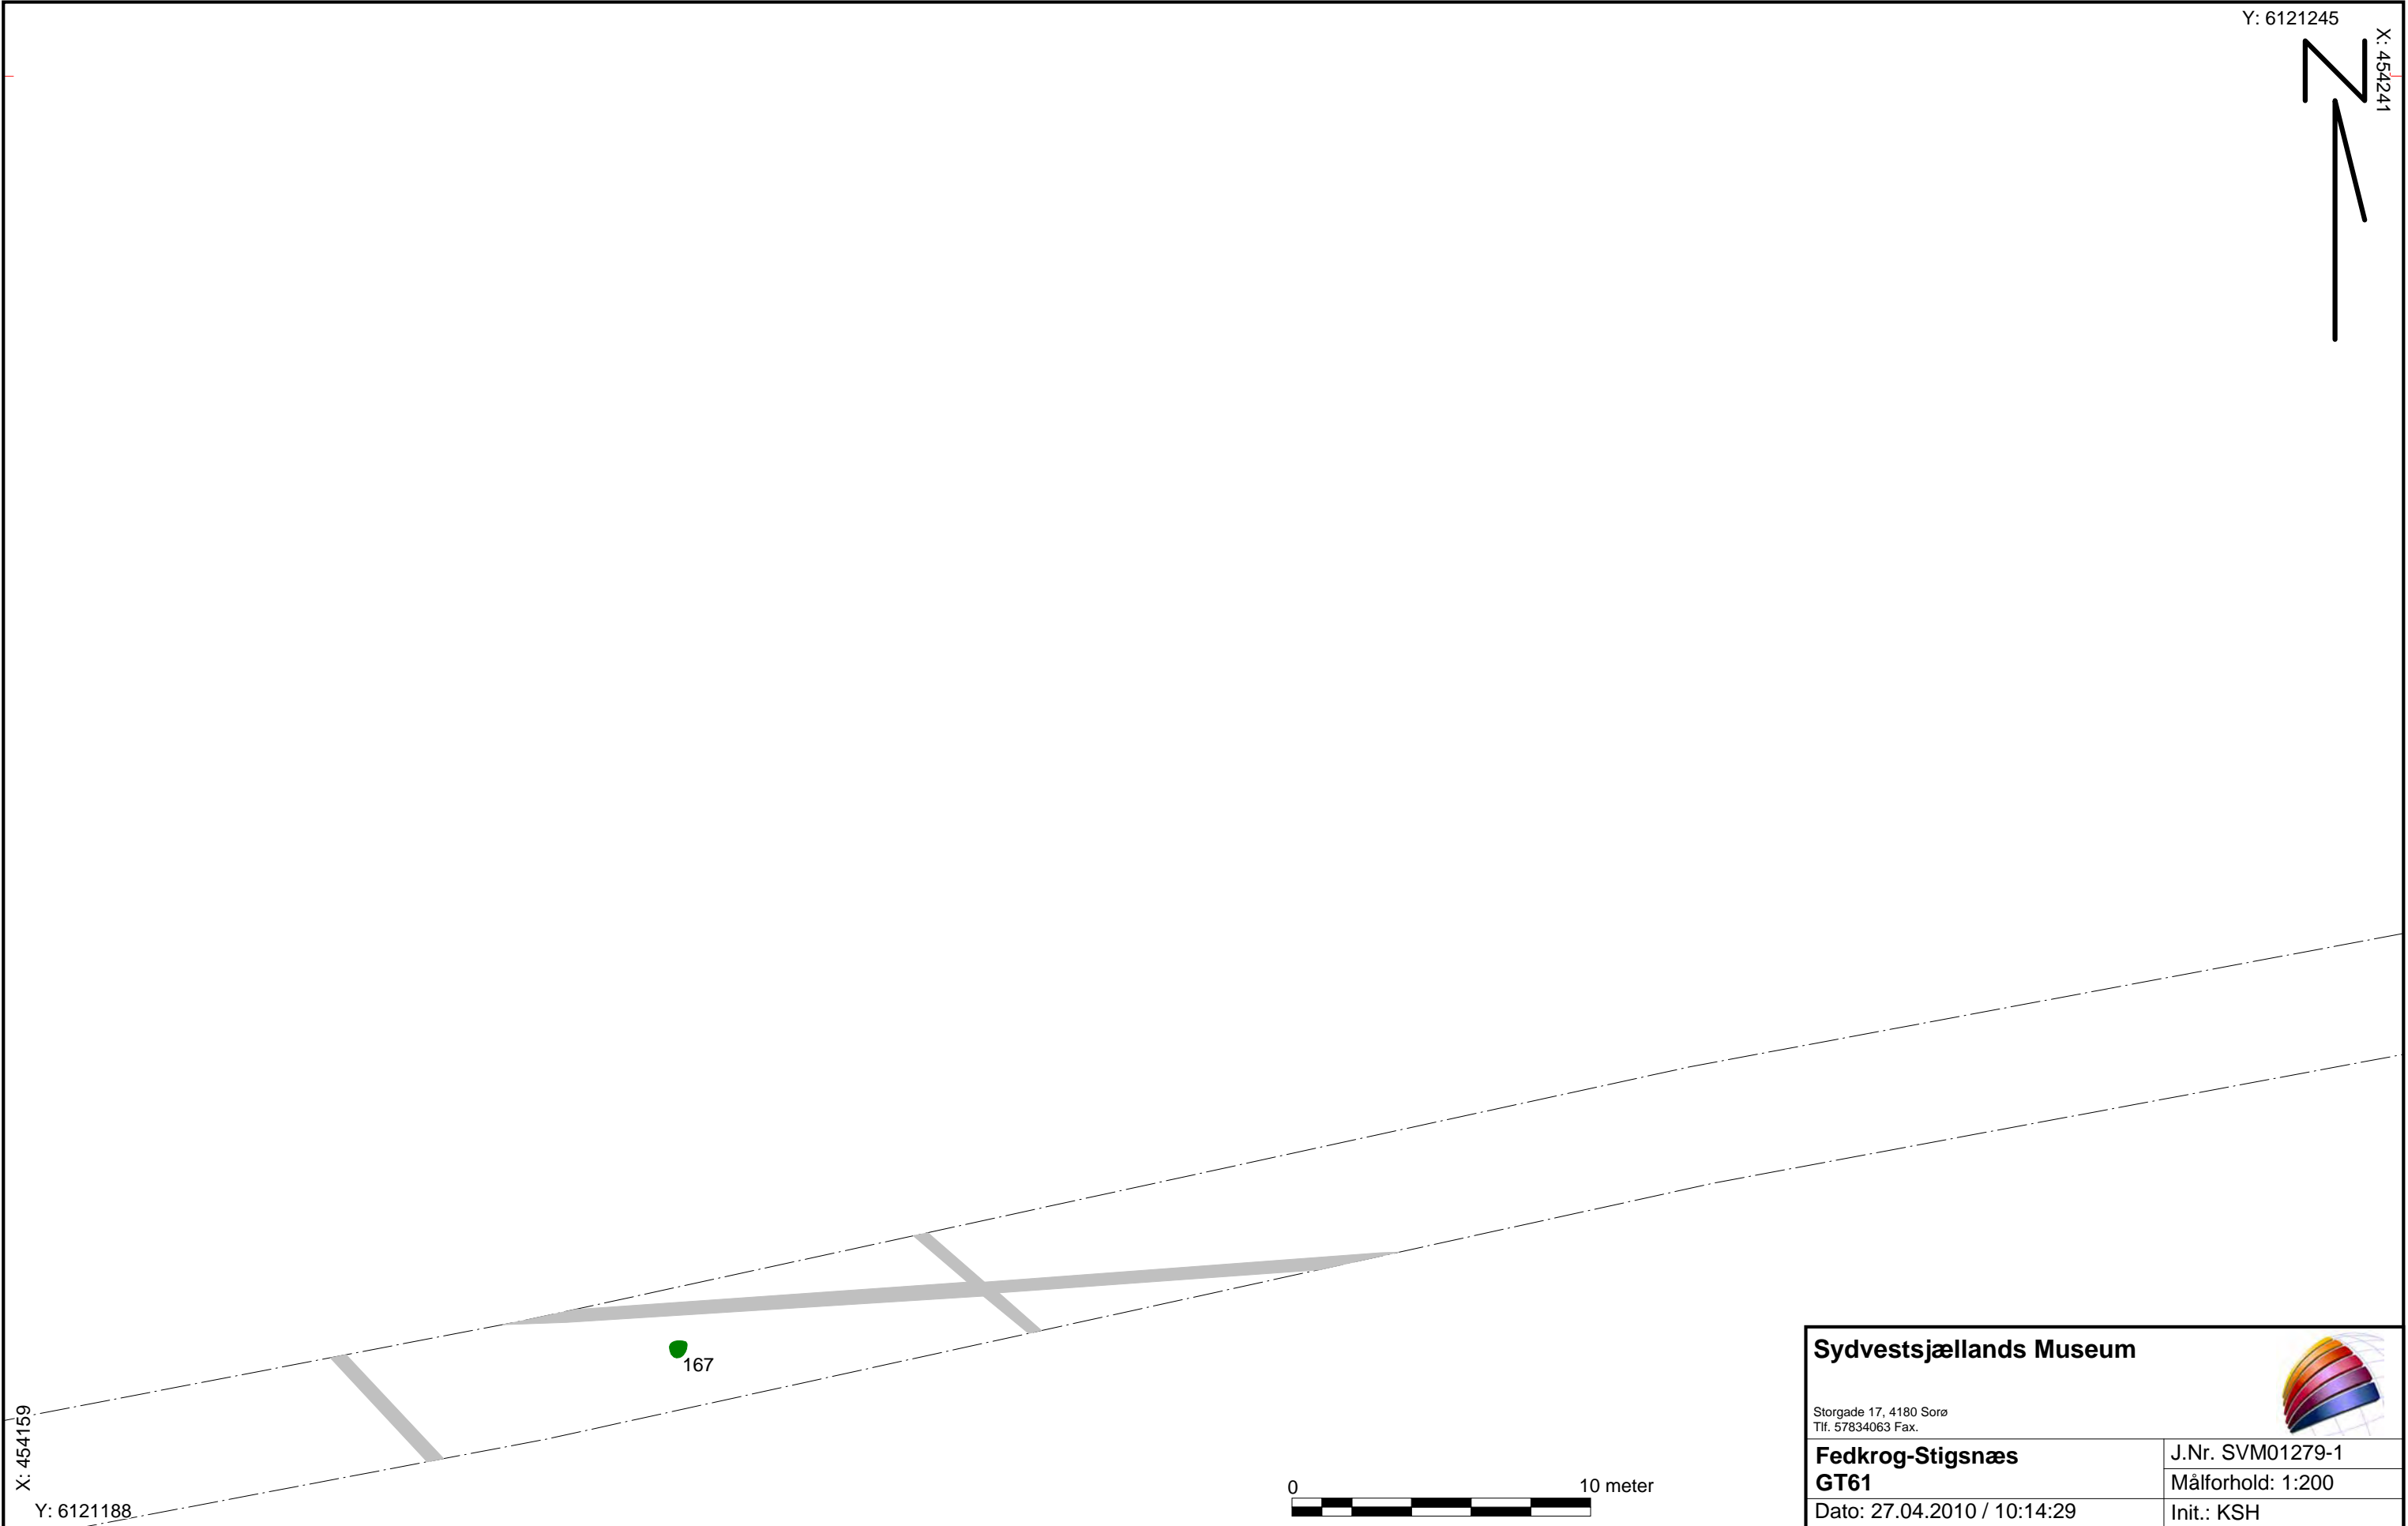 Y: 6121245
X: 454241
167
X: 454159
Y: 6121188
0 10 meter
Sydvestsjællands Museum
Storgade 17, 4180 Sorø
Tlf. 57834063 Fax.
Fedkrog-Stigsnæs
GT61
J.Nr. SVM01279-1
Målforhold: 1:200
Dato: 27.04.2010 / 10:14:29
Init.: KSH